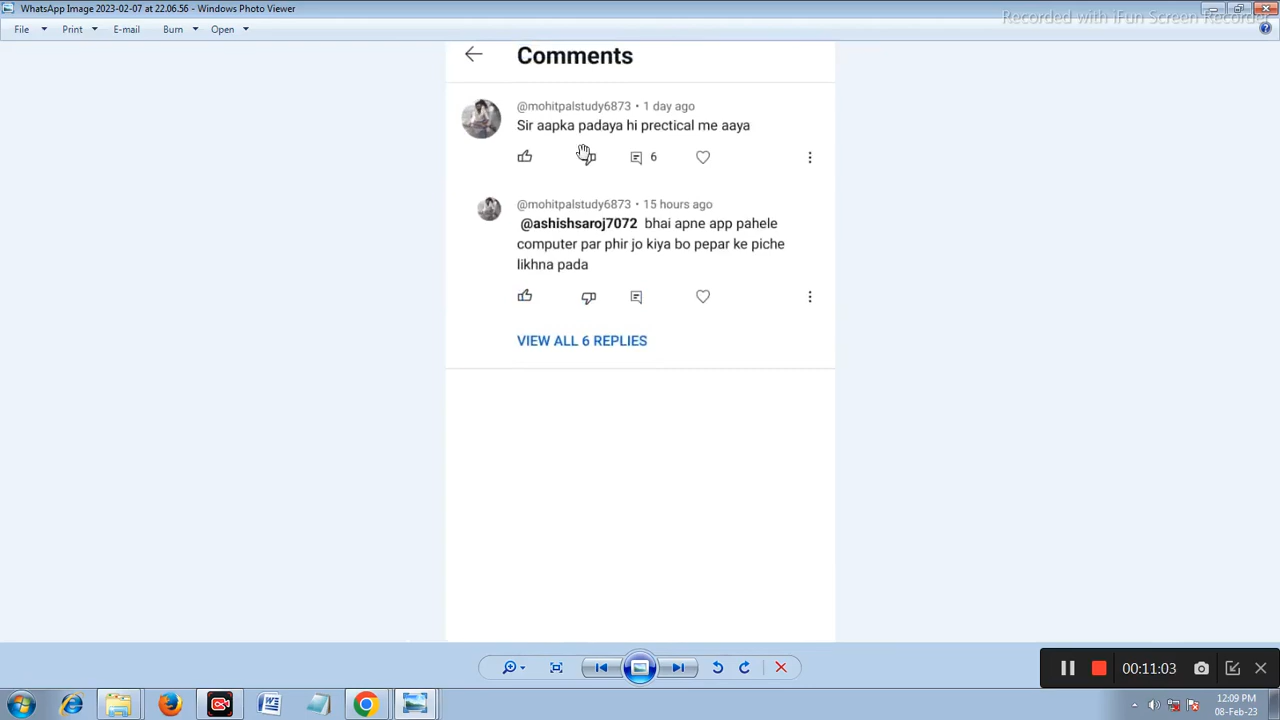 WhatsApp Image 2023-02-07 at 22.06.56 - Windows Photo Viewer
Recorded with iFun Screen Recorder
File Print E-mail Burn Open
Comments
@mohitpalstudy6873 • 1 day ago
Sir aapka padaya hi prectical me aaya
6
@mohitpalstudy6873 • 15 hours ago
@ashishsaroj7072 bhai apne app pahele
computer par phir jo kiya bo pepar ke piche
likhna pada
VIEW ALL 6 REPLIES
00:11:03
12:09 PM
08-Feb-23